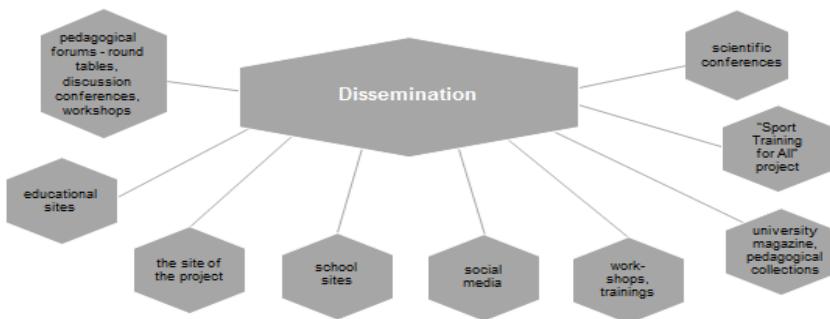 pedagogical
forums - round
tables,
discussion
conferences,
workshops
Dissemination
scientific
conferences
"Sport
Training
for All"
project
educational
sites
the site of
the project
school
sites
social
media
work-
shops,
trainings
university
magazine,
pedagogical
collections